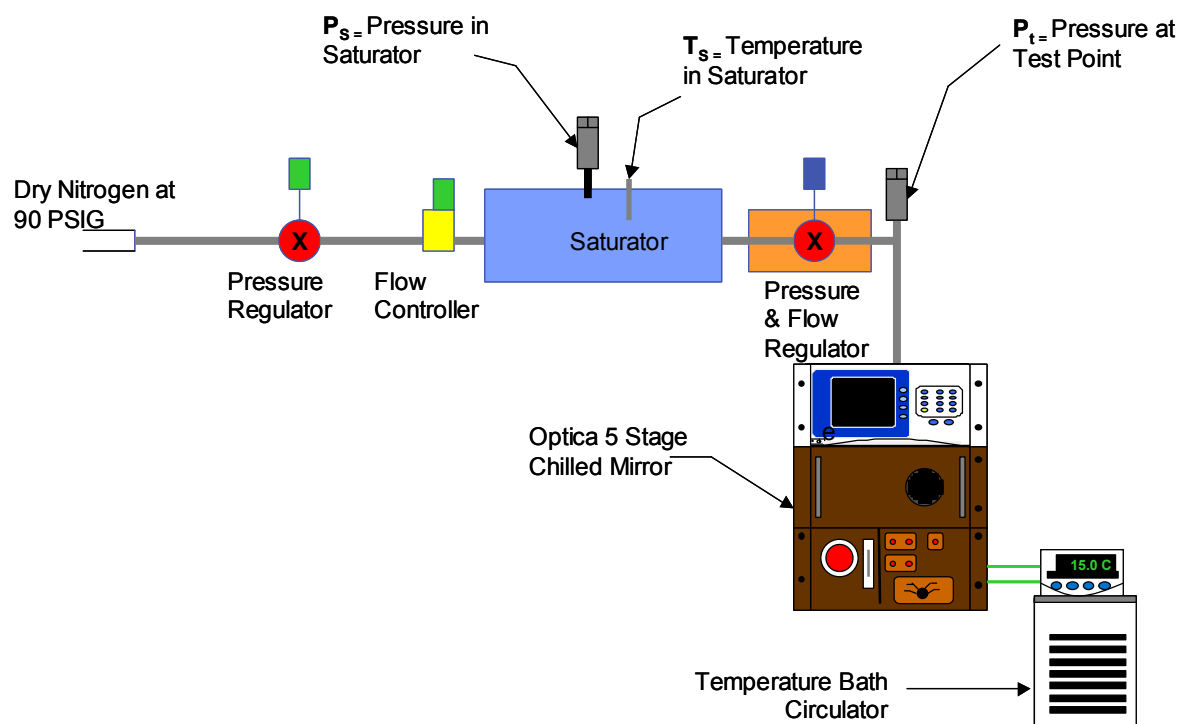 Pₛ₌ Pressure in
Saturator
Tₛ₌ Temperature
in Saturator
Pₜ₌ Pressure at
Test Point
Dry Nitrogen at
90 PSIG
X
Saturator
X
Pressure
Regulator
Flow
Controller
Pressure
& Flow
Regulator
Optica 5 Stage
Chilled Mirror
15.0 C
Temperature Bath
Circulator